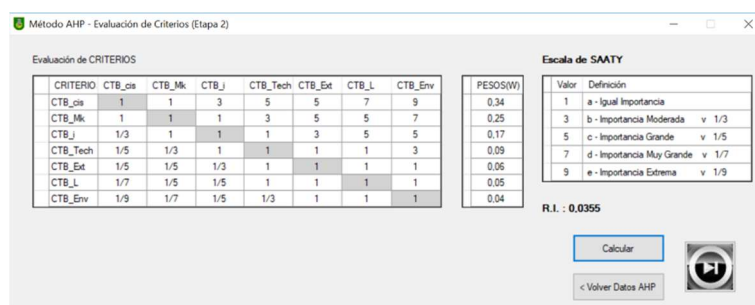 Método AHP - Evaluación de Criterios (Etapa 2)
Evaluación de CRITERIOS
CRITERIO CTB_cis CTB_Mk CTB_i CTB_Tech CTB_Ext CTB_L CTB_Env
CTB_cis 1 1 3 5 5 7 9
CTB_Mk 1 1 1 3 5 5 7
CTB_i 1/3 1 1 1 3 5 5
CTB_Tech 1/5 1/3 1 1 1 1 3
CTB_Ext 1/5 1/5 1/3 1 1 1 1
CTB_L 1/7 1/5 1/5 1 1 1 1
CTB_Env 1/9 1/7 1/5 1/3 1 1 1
PESOS(W)
0,34
0,25
0,17
0,09
0,06
0,05
0,04
Escala de SAATY
Valor Definición
1 a - Igual Importancia
3 b - Importancia Moderada v 1/3
5 c - Importancia Grande v 1/5
7 d - Importancia Muy Grande v 1/7
9 e - Importancia Extrema v 1/9
R.I. : 0,0355
Calcular
< Volver Datos AHP